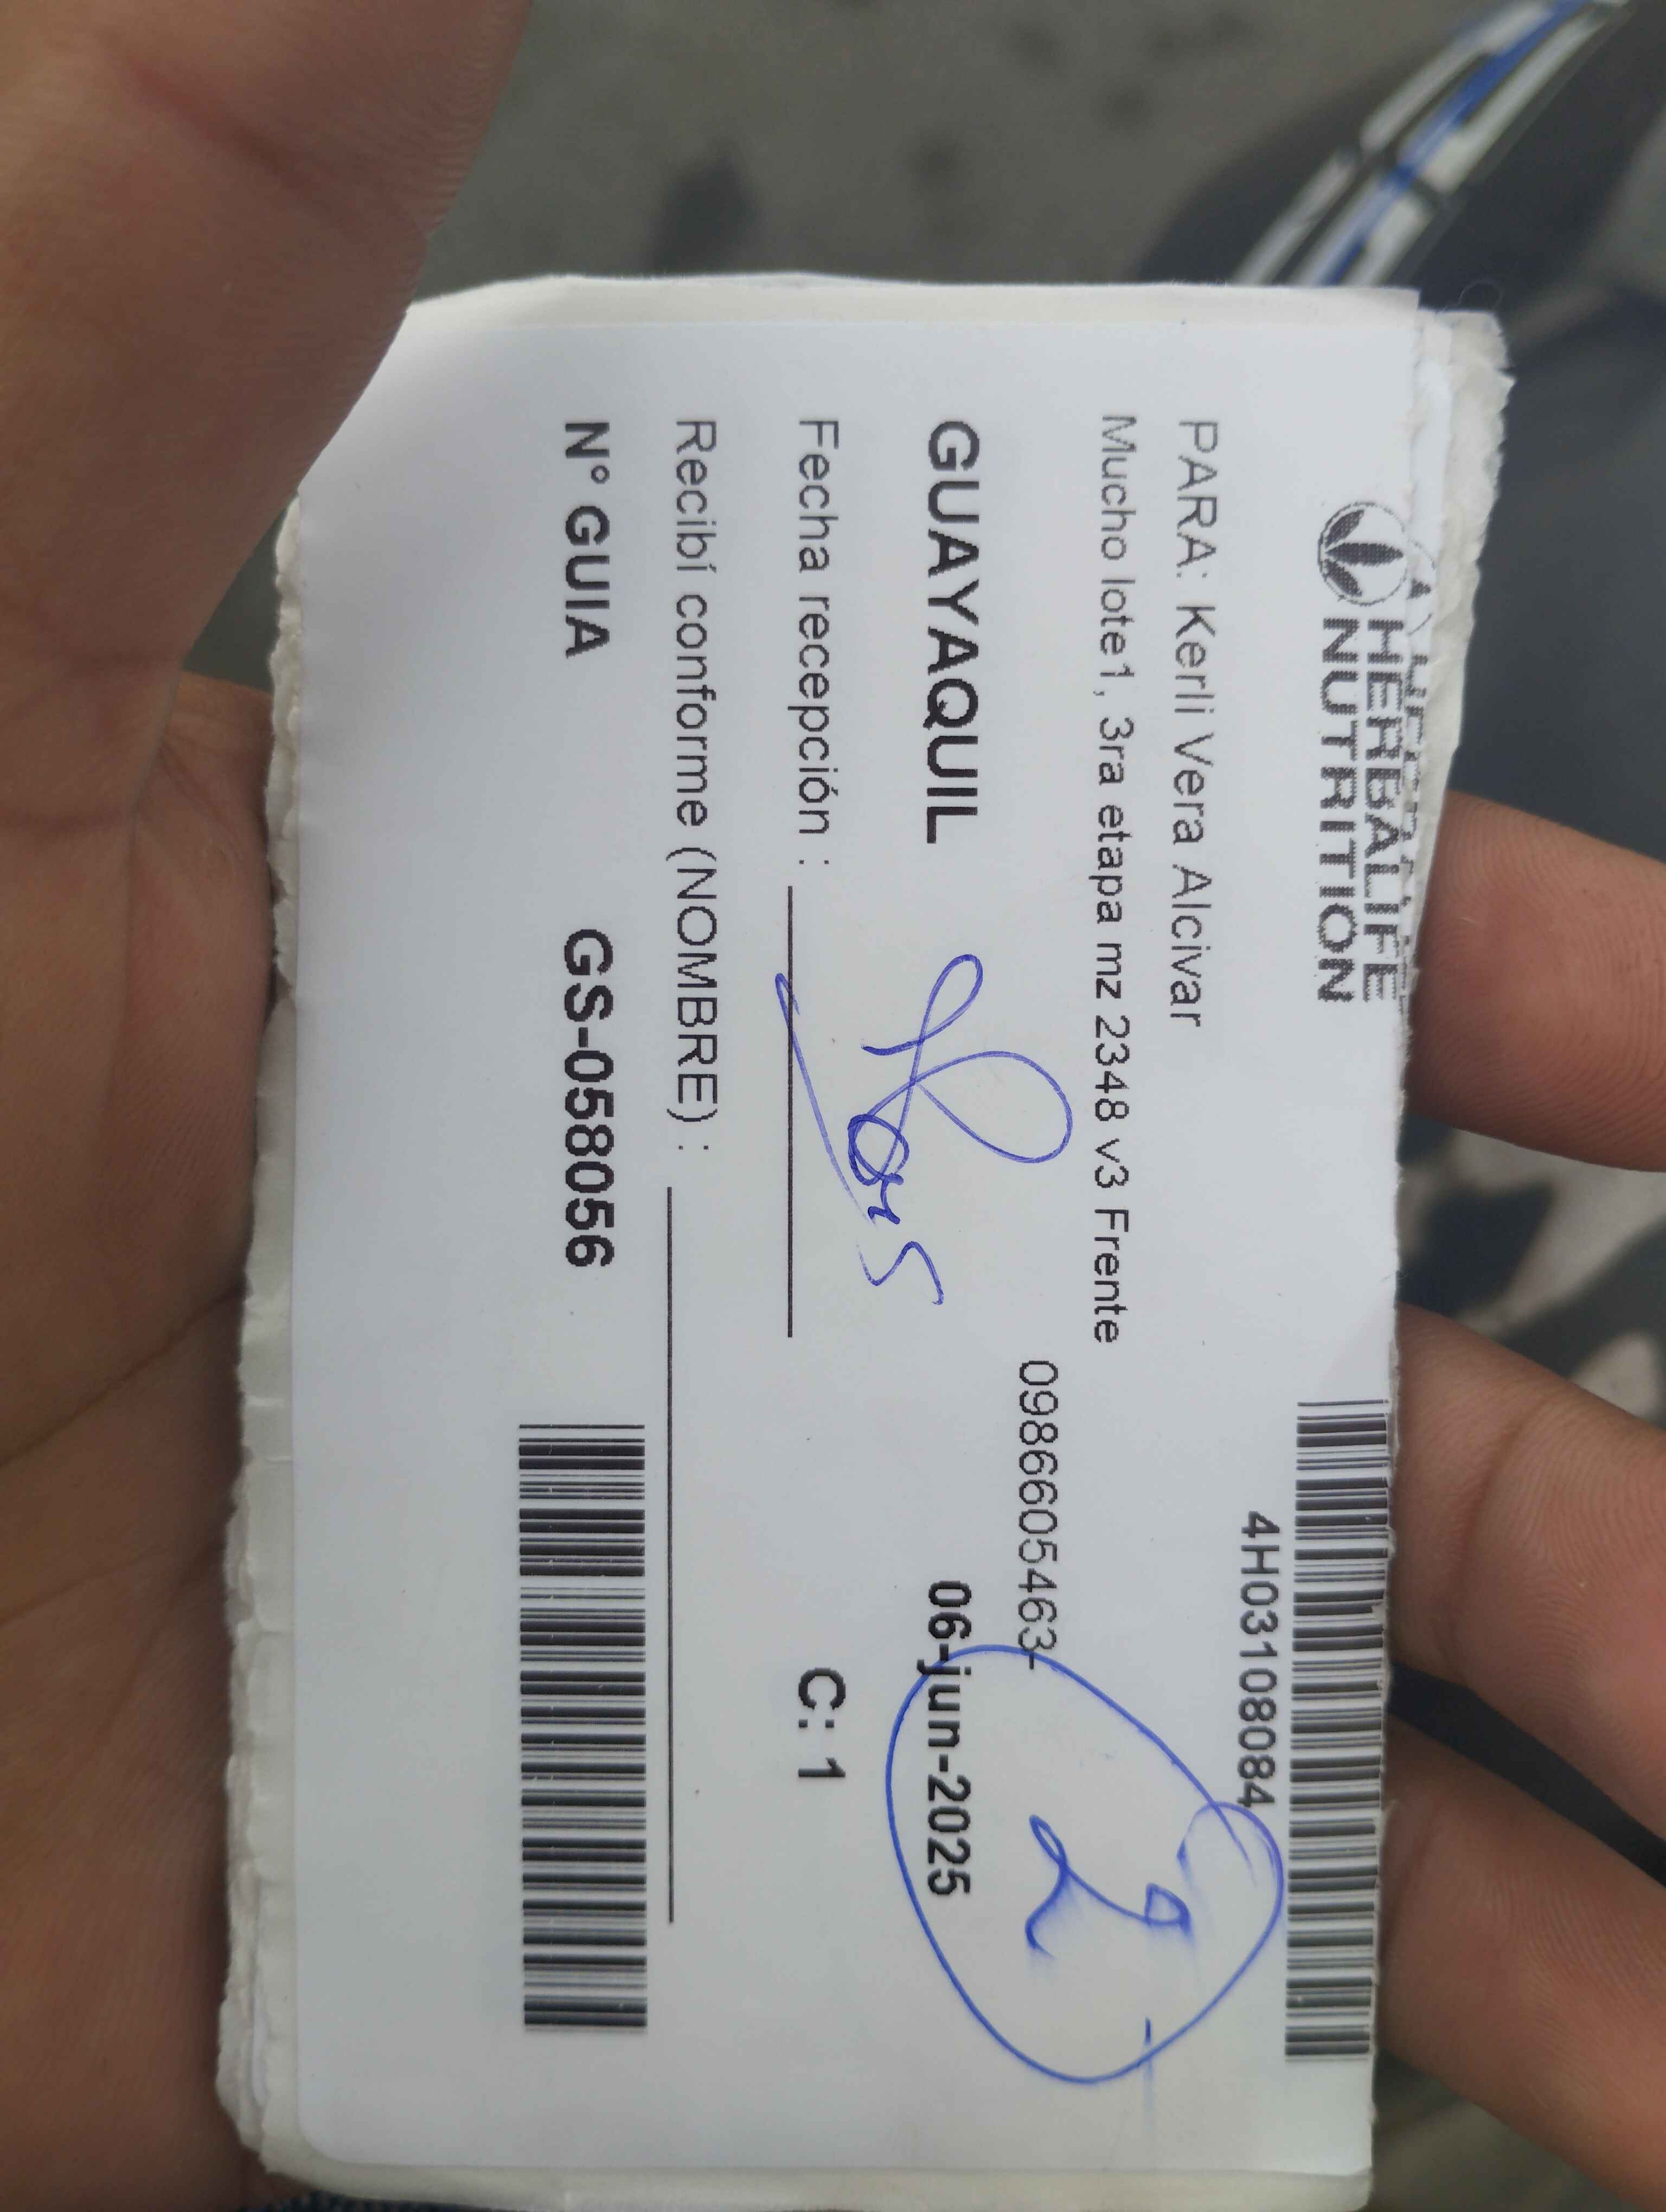 HERBALIFE
NUTRITION
4H03108084
PARA: Kerli Vera Alcivar
Mucho lote1, 3ra etapa mz 2348 v3 Frente
0986605463-
2
GUAYAQUIL
06-jun-2025
Fecha recepción :
C: 1
Recibí conforme (NOMBRE) :
N° GUIA
GS-058056